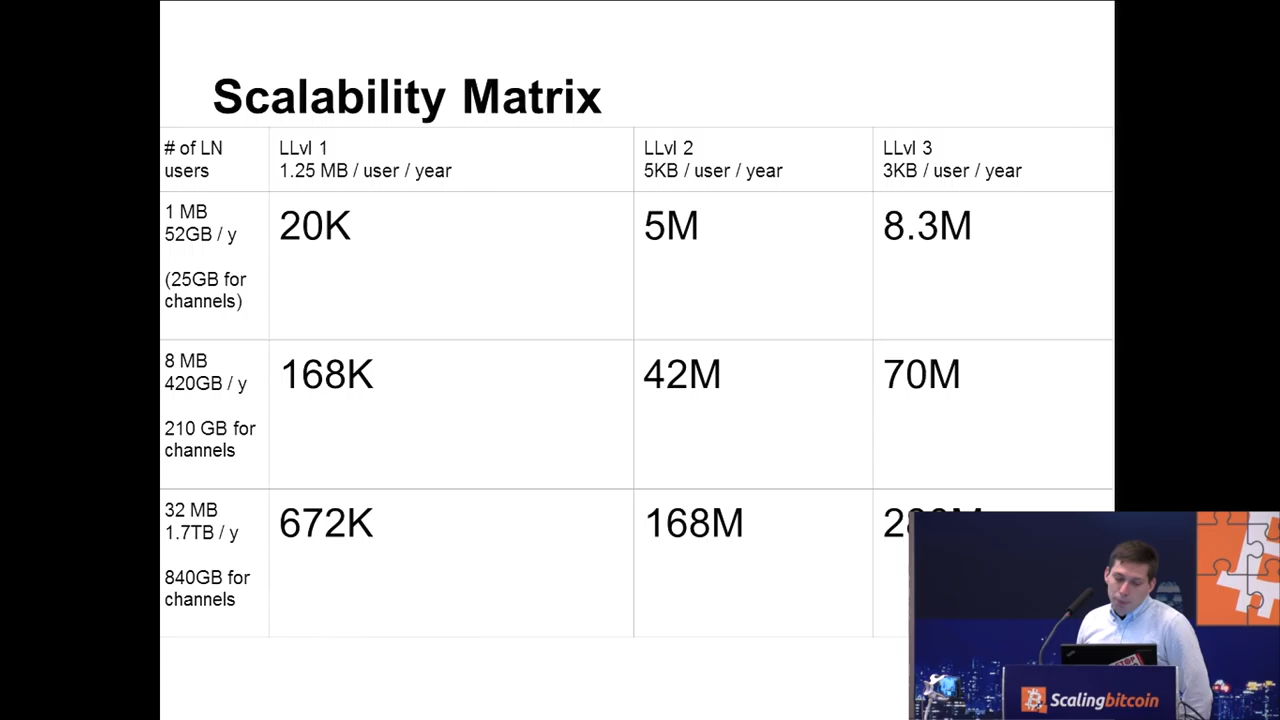 Scalability Matrix
# of LN
users
LLvl 1
1.25 MB / user / year
LLvl 2
5KB / user / year
LLvl 3
3KB / user / year
1 MB
52GB / y
(25GB for
channels)
20K
5M
8.3M
8 MB
420GB / y
210 GB for
channels
168K
42M
70M
32 MB
1.7TB / y
840GB for
channels
672K
168M
Scalingbitcoin